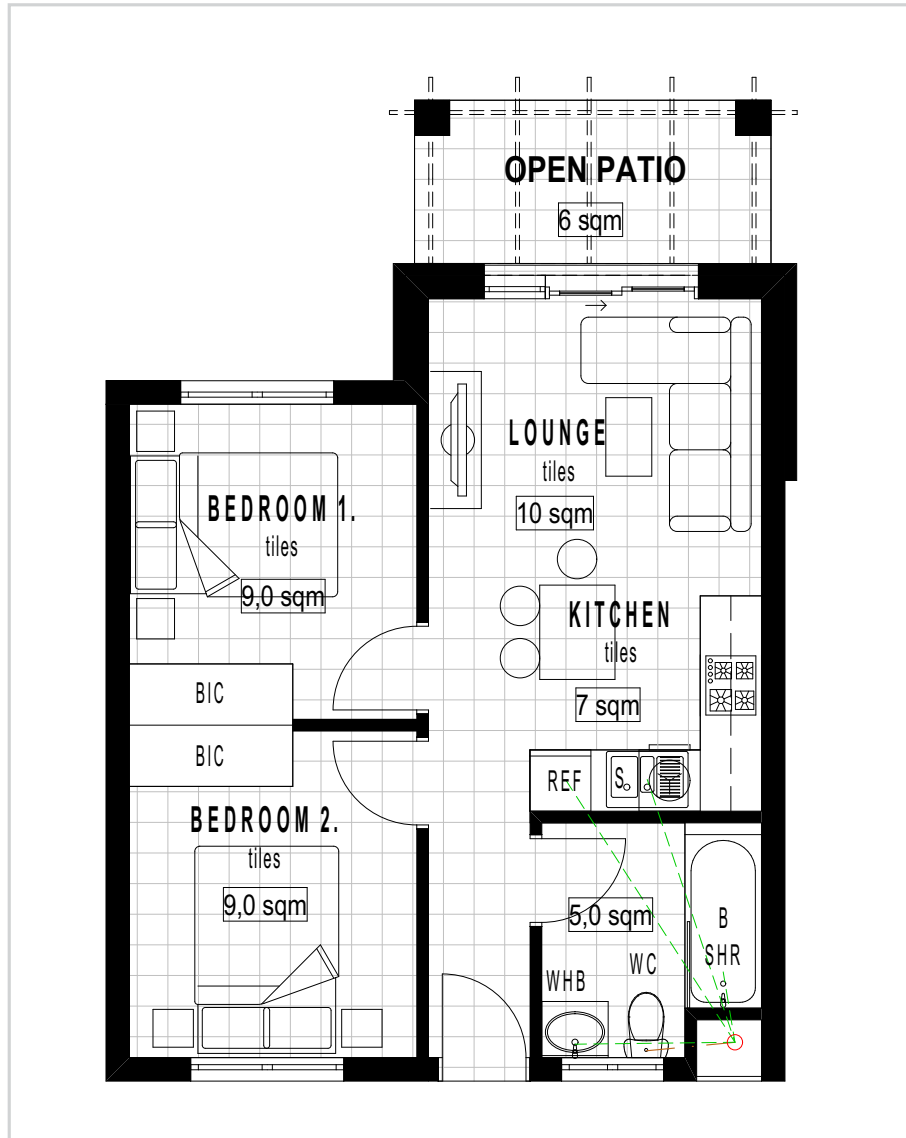 OPEN PATIO
6 sqm
LOUNGE
tiles
10 sqm
BEDROOM 1.
tiles
9,0 sqm
KITCHEN
tiles
7 sqm
BIC
BIC
REF
S
BEDROOM 2.
tiles
9,0 sqm
5,0 sqm
B
SHR
WC
WHB